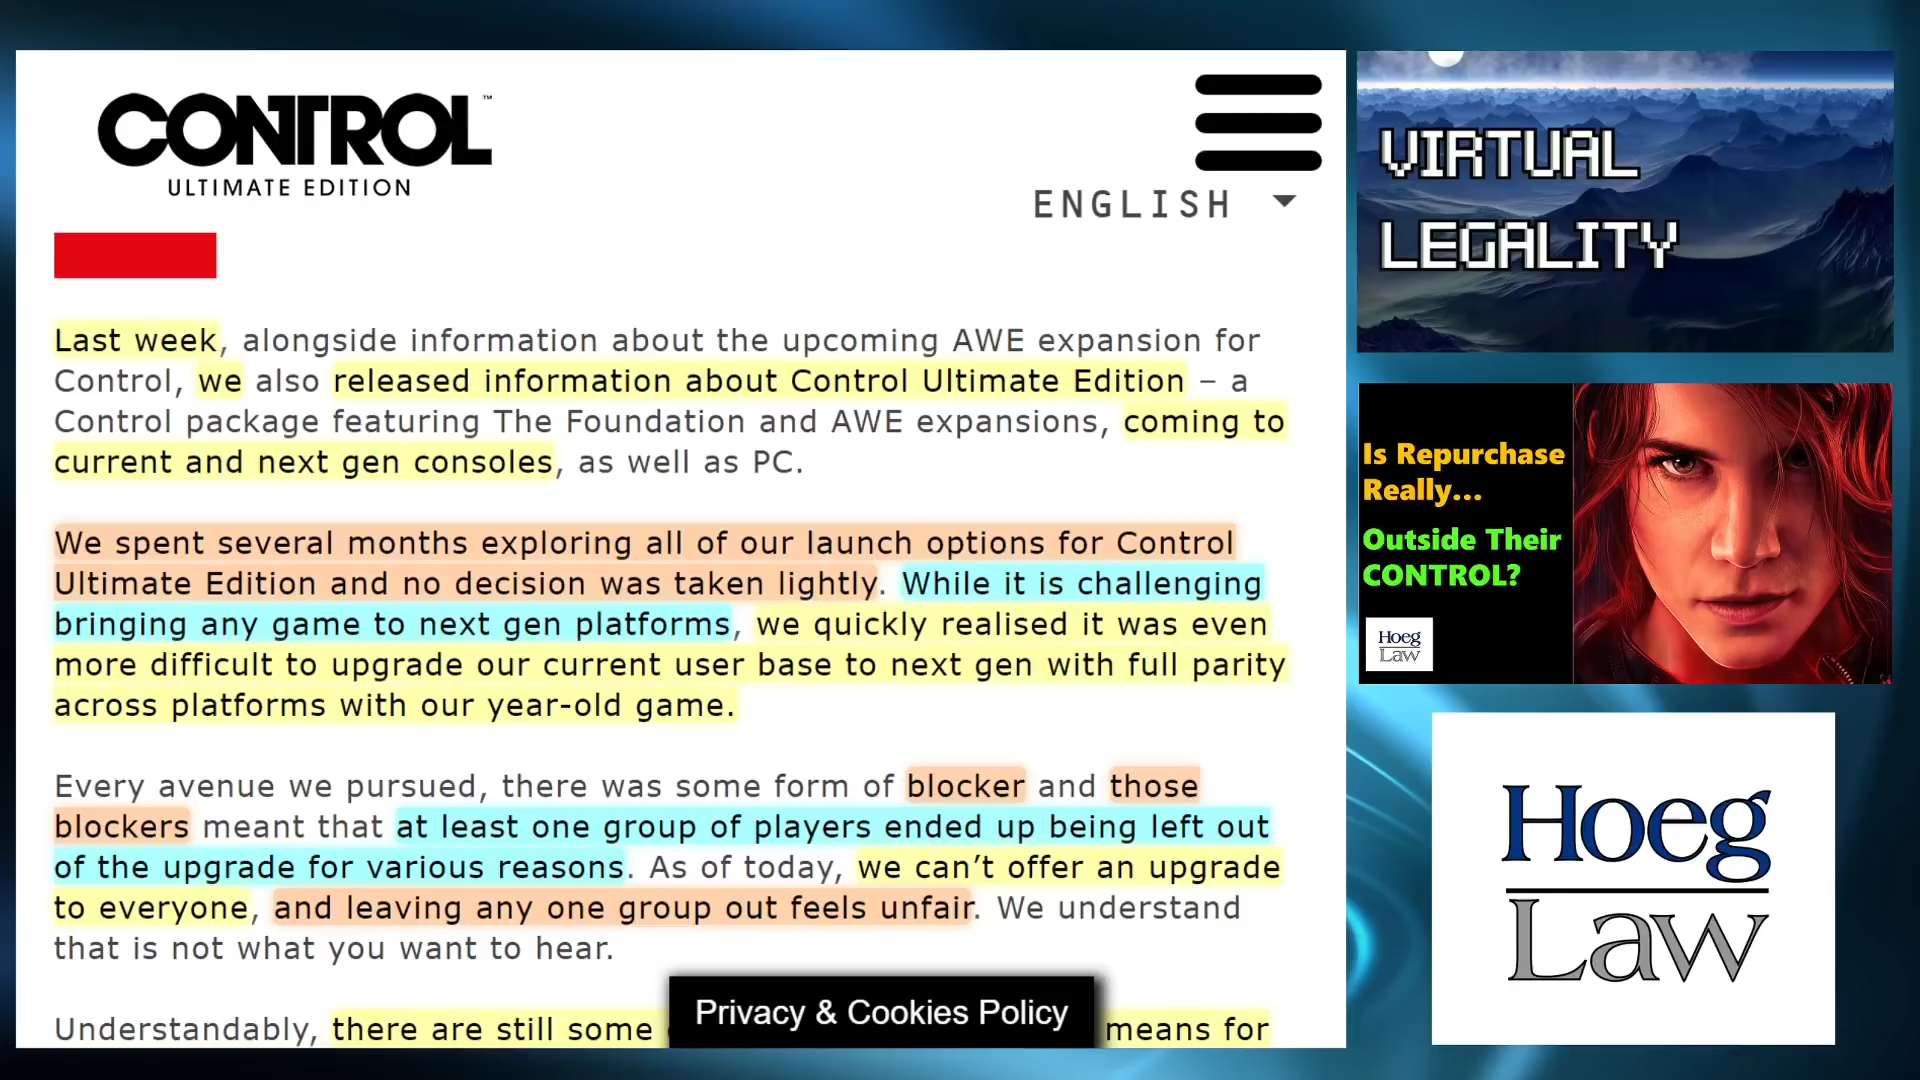 CONTROL™
ULTIMATE EDITION
ENGLISH
Last week, alongside information about the upcoming AWE expansion for
Control, we also released information about Control Ultimate Edition – a
Control package featuring The Foundation and AWE expansions, coming to
current and next gen consoles, as well as PC.
We spent several months exploring all of our launch options for Control
Ultimate Edition and no decision was taken lightly. While it is challenging
bringing any game to next gen platforms, we quickly realised it was even
more difficult to upgrade our current user base to next gen with full parity
across platforms with our year-old game.
Every avenue we pursued, there was some form of blocker and those
blockers meant that at least one group of players ended up being left out
of the upgrade for various reasons. As of today, we can’t offer an upgrade
to everyone, and leaving any one group out feels unfair. We understand
that is not what you want to hear.
Understandably, there are still some means for
Privacy & Cookies Policy
VIRTUAL
LEGALITY
Is Repurchase
Really...
Outside Their
CONTROL?
Hoeg
Law
Hoeg
Law